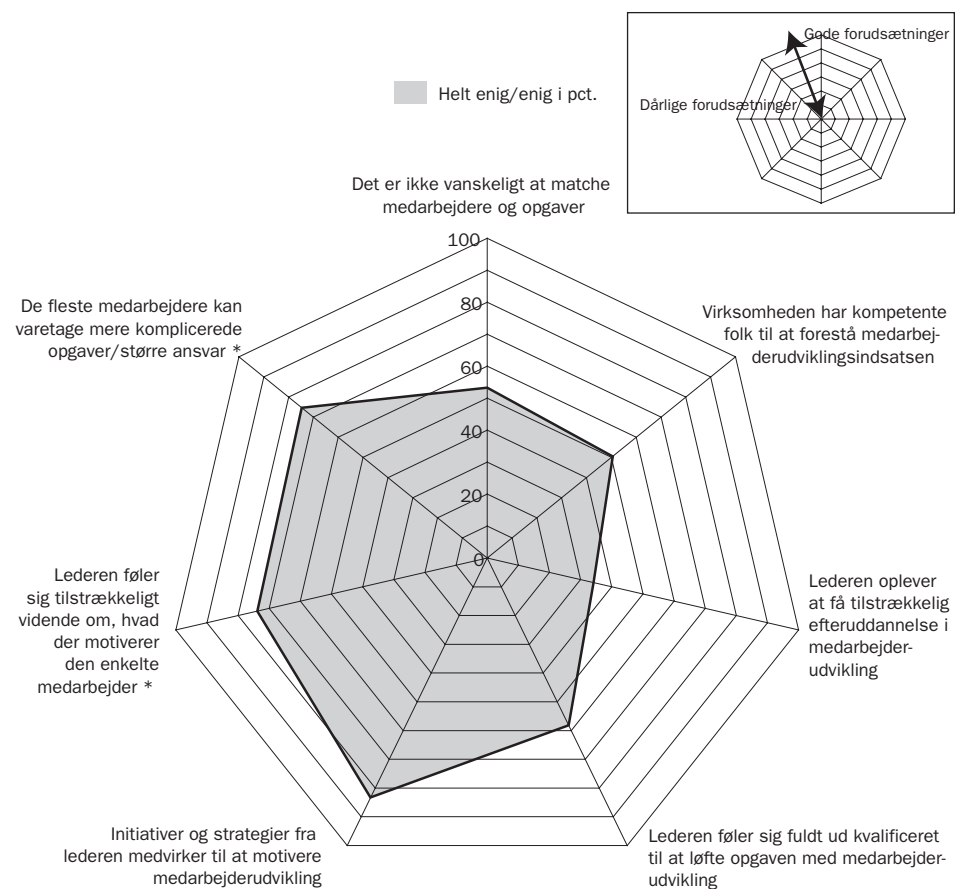 Gode forudsætninger
Dårlige forudsætninger
Helt enig/enig i pct.
Det er ikke vanskeligt at matche
medarbejdere og opgaver
100
80
60
40
20
0
Virksomheden har kompetente
folk til at forestå medarbej-
derudviklingsindsatsen
Lederen oplever
at få tilstrækkelig
efteruddannelse i
medarbejder-
udvikling
Lederen føler sig fuldt ud kvalificeret
til at løfte opgaven med medarbejder-
udvikling
Initiativer og strategier fra
lederen medvirker til at motivere
medarbejderudvikling
Lederen føler
sig tilstrækkeligt
vidende om, hvad
der motiverer
den enkelte
medarbejder *
De fleste medarbejdere kan
varetage mere komplicerede
opgaver/større ansvar *